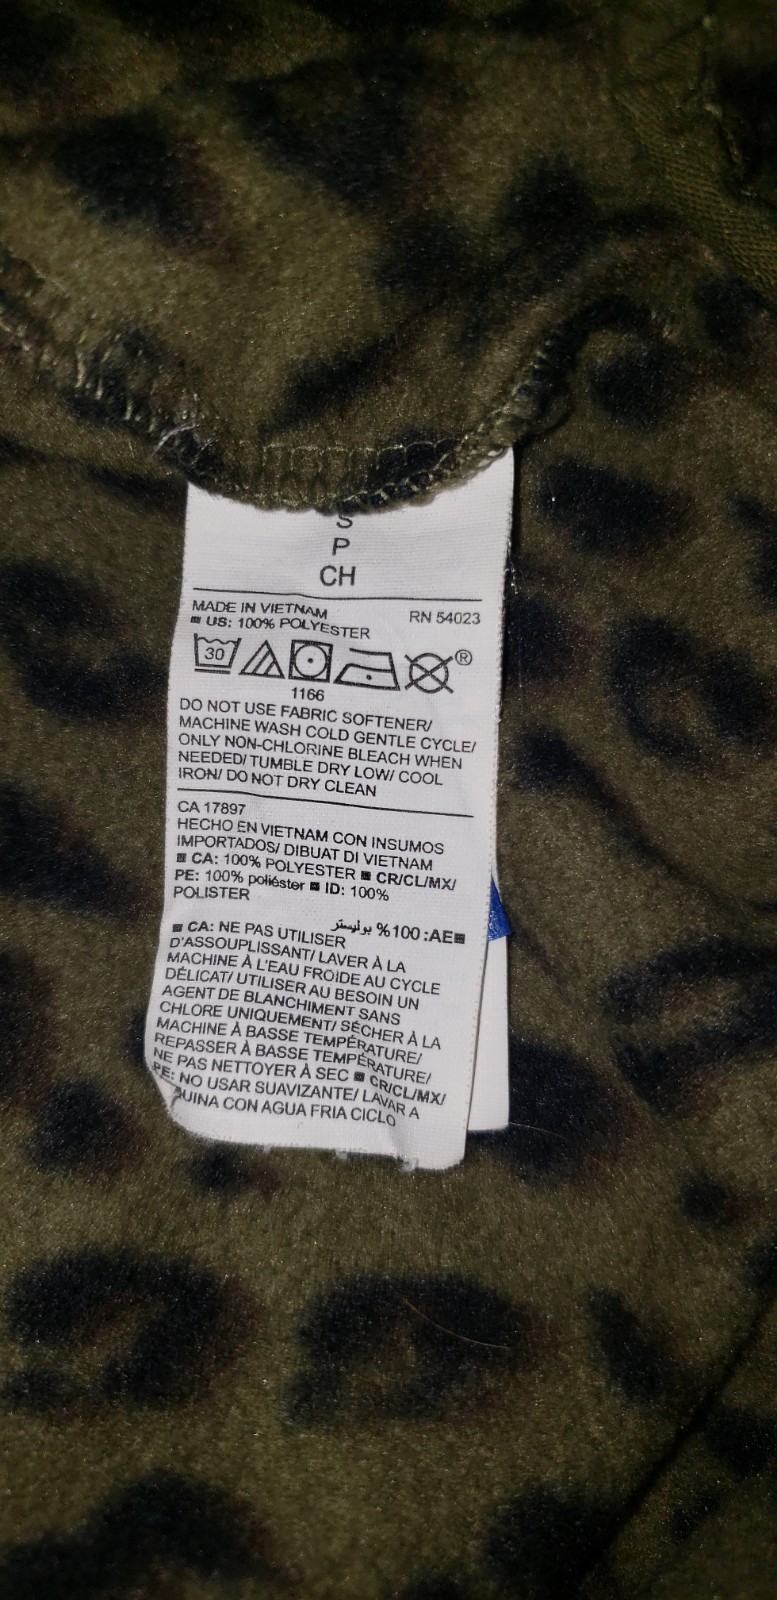 S
P
CH
MADE IN VIETNAM RN 54023
US: 100% POLYESTER
30 ®
1166
DO NOT USE FABRIC SOFTENER/
MACHINE WASH COLD GENTLE CYCLE/
ONLY NON-CHLORINE BLEACH WHEN
NEEDED/ TUMBLE DRY LOW/ COOL
IRON/ DO NOT DRY CLEAN
CA 17897
HECHO EN VIETNAM CON INSUMOS
IMPORTADOS/ DIBUAT DI VIETNAM
CA: 100% POLYESTER CR/CL/MX/
PE: 100% poliéster ID: 100%
POLISTER
AE: 100% بوليستر
CA: NE PAS UTILISER
D'ASSOUPLISSANT/ LAVER À LA
MACHINE À L'EAU FROIDE AU CYCLE
DÉLICAT/ UTILISER AU BESOIN UN
AGENT DE BLANCHIMENT SANS
CHLORE UNIQUEMENT/ SÉCHER À LA
MACHINE À BASSE TEMPÉRATURE/
REPASSER À BASSE TEMPÉRATURE/
NE PAS NETTOYER À SEC CR/CL/MX/
PE: NO USAR SUAVIZANTE/ LAVAR A
CON AGUA FRIA CICLO